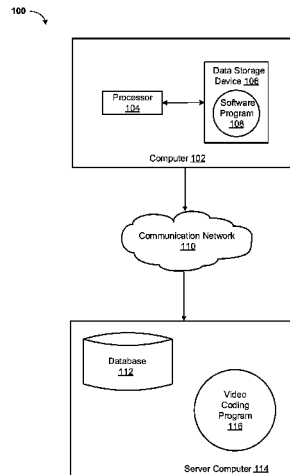 100
Data Storage
Device 106
Processor
104
Software
Program
108
Computer 102
Communication Network
110
Database
112
Video
Coding
Program
116
Server Computer 114